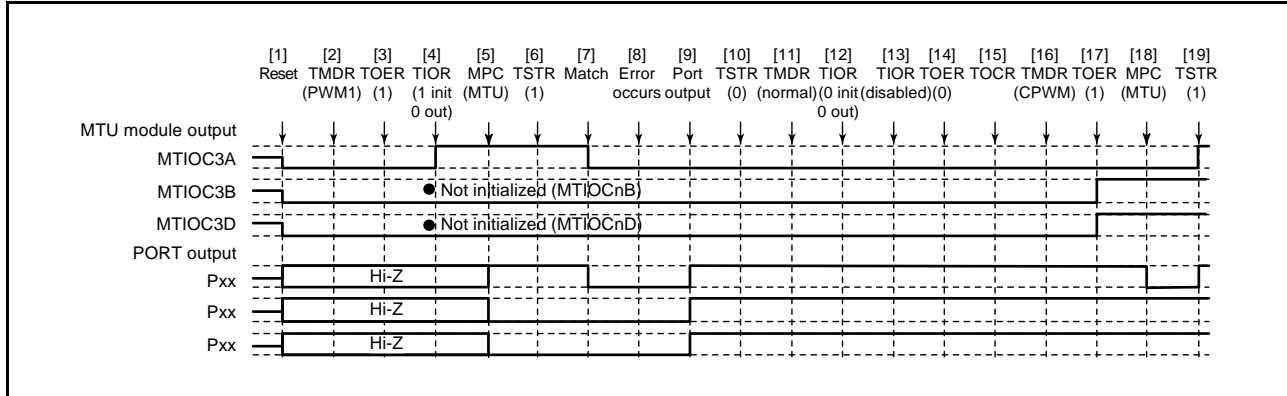 [1] [2] [3] [4] [5] [6] [7] [8] [9] [10] [11] [12] [13] [14] [15] [16] [17] [18] [19]
Reset TMDR TOER TIOR MPC TSTR Match Error Port TSTR TMDR TIOR TIOR TOER TOCR TMDR TOER MPC TSTR
(PWM1) (1) (1 init (MTU) (1) occurs output (0) (normal) (0 init (disabled) (0) (CPWM) (1) (MTU) (1)
0 out) 0 out)
MTU module output
MTIOC3A
MTIOC3B ● Not initialized (MTIOCnB)
MTIOC3D ● Not initialized (MTIOCnD)
PORT output
Pxx Hi-Z
Pxx Hi-Z
Pxx Hi-Z